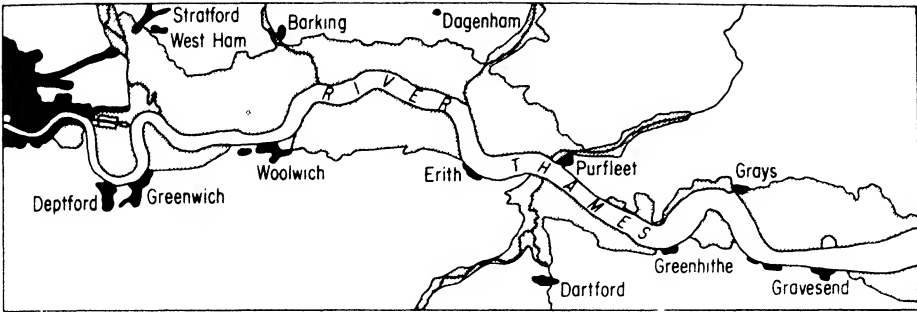 Stratford
West Ham
Barking
Dagenham
RIVER
THAMES
Purfleet
Grays
Woolwich
Erith
Deptford
Greenwich
Greenhithe
Dartford
Gravesend